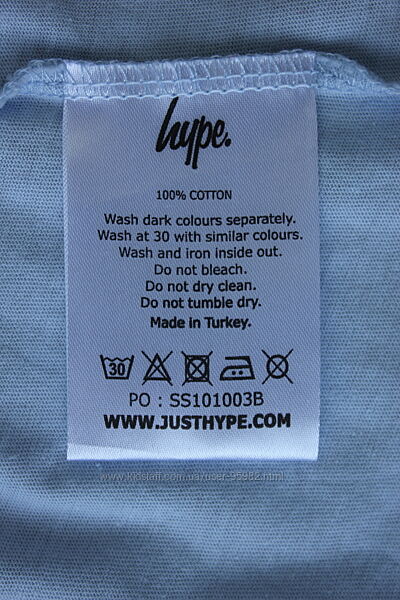 hype.
100% COTTON
Wash dark colours separately.
Wash at 30 with similar colours.
Wash and iron inside out.
Do not bleach.
Do not dry clean.
Do not tumble dry.
Made in Turkey.
30
PO : SS101003B
WWW.JUSTHYPE.COM